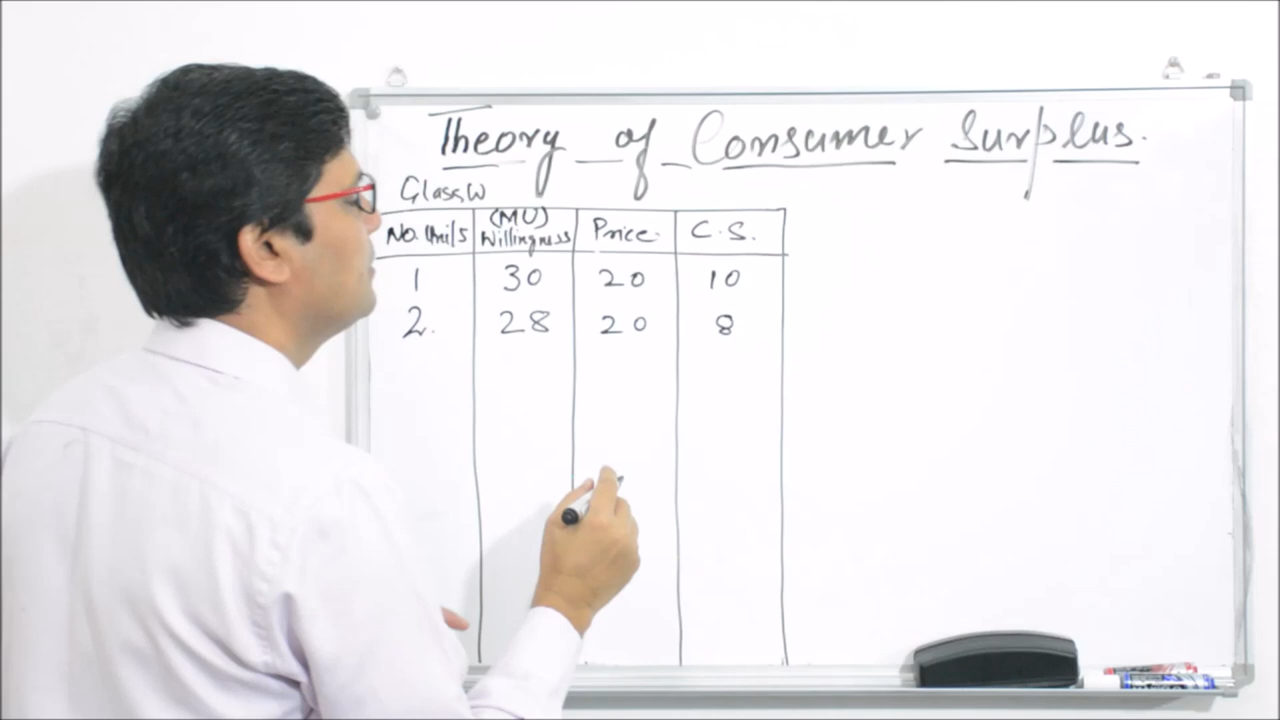 Theory of Consumer Surplus.
Glass W
No. Units (MU) Willingness Price. C.S.
1 30 20 10
2. 28 20 8